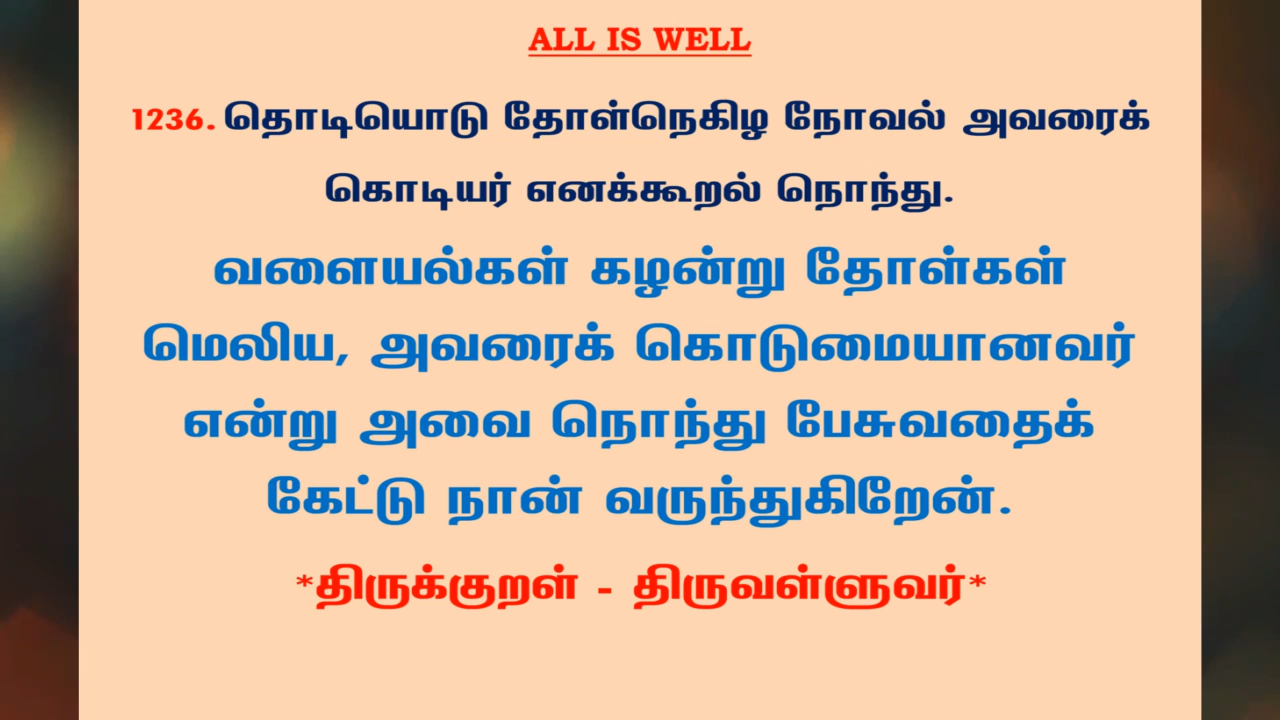 ALL IS WELL
1236. தொடியொடு தோள்நெகிழ நோவல் அவரைக்
கொடியர் எனக்கூறல் நொந்து.
வளையல்கள் கழன்று தோள்கள்
மெலிய, அவரைக் கொடுமையானவர்
என்று அவை நொந்து பேசுவதைக்
கேட்டு நான் வருந்துகிறேன்.
*திருக்குறள் - திருவள்ளுவர்*